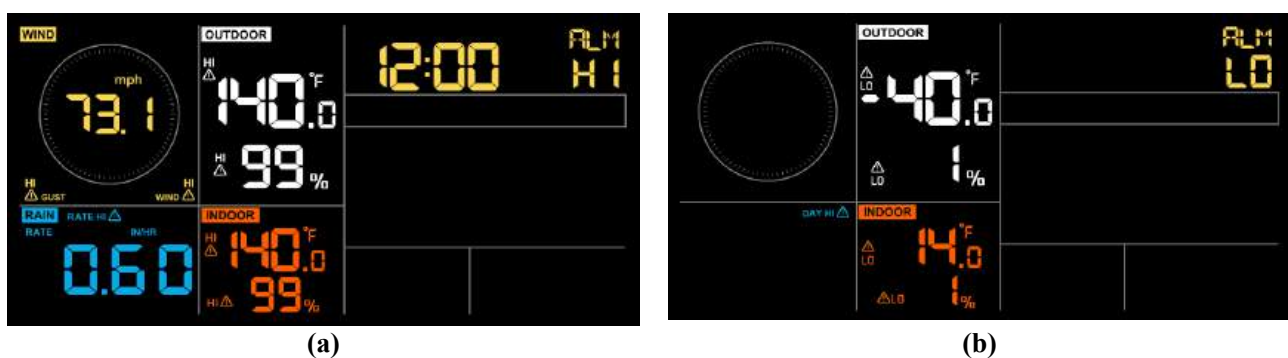 WIND
mph
73.1
HI
GUST
HI
WIND
RAIN
RATE HI
RATE
IN/HR
0.60
OUTDOOR
HI
140.0 °F
HI
99 %
INDOOR
HI
140.0 °F
HI
99 %
12:00
ALM
HI
(a)
OUTDOOR
LO
-40.0 °F
LO
1 %
DAY HI
INDOOR
LO
14.0 °F
LO
1 %
ALM
LO
(b)